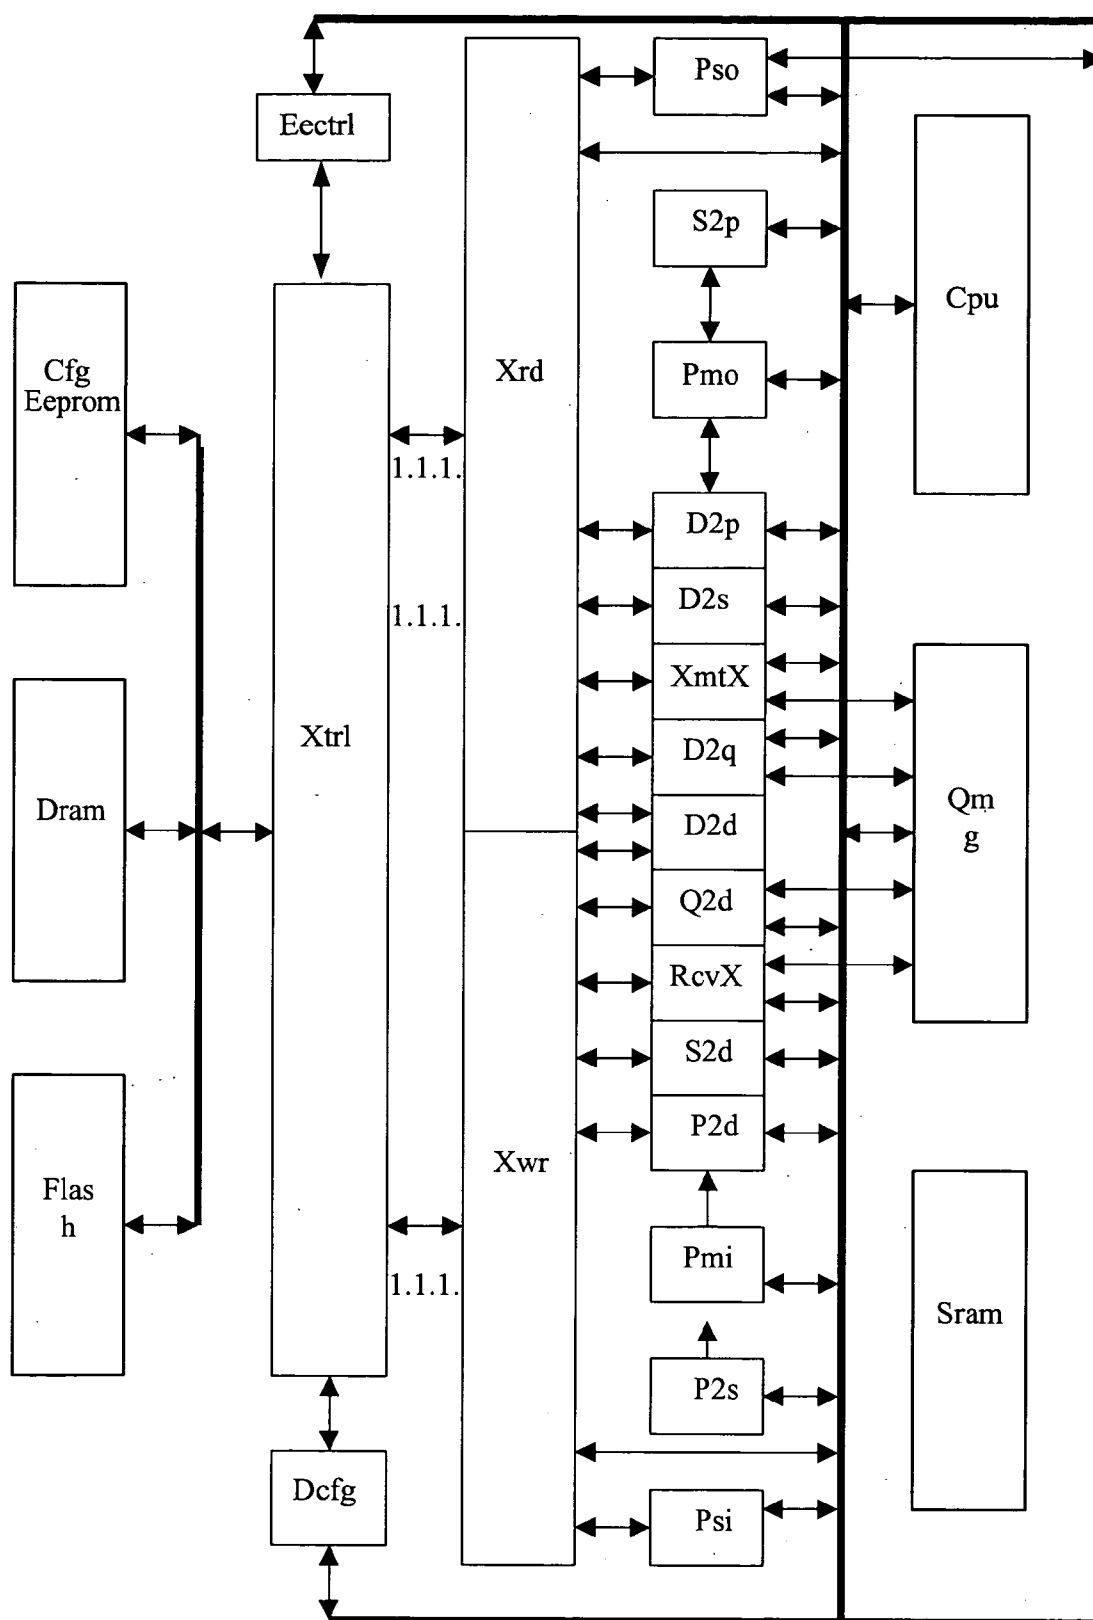 Pso
Eectrl
S2p
Cpu
Cfg
Eeprom
Xrd
Pmo
1.1.1.
D2p
D2s
1.1.1.
XmtX
Xtrl
D2q
Dram
D2d
Qm
g
Q2d
RcvX
S2d
P2d
Xwr
Flas
h
Pmi
1.1.1.
Sram
P2s
Dcfg
Psi